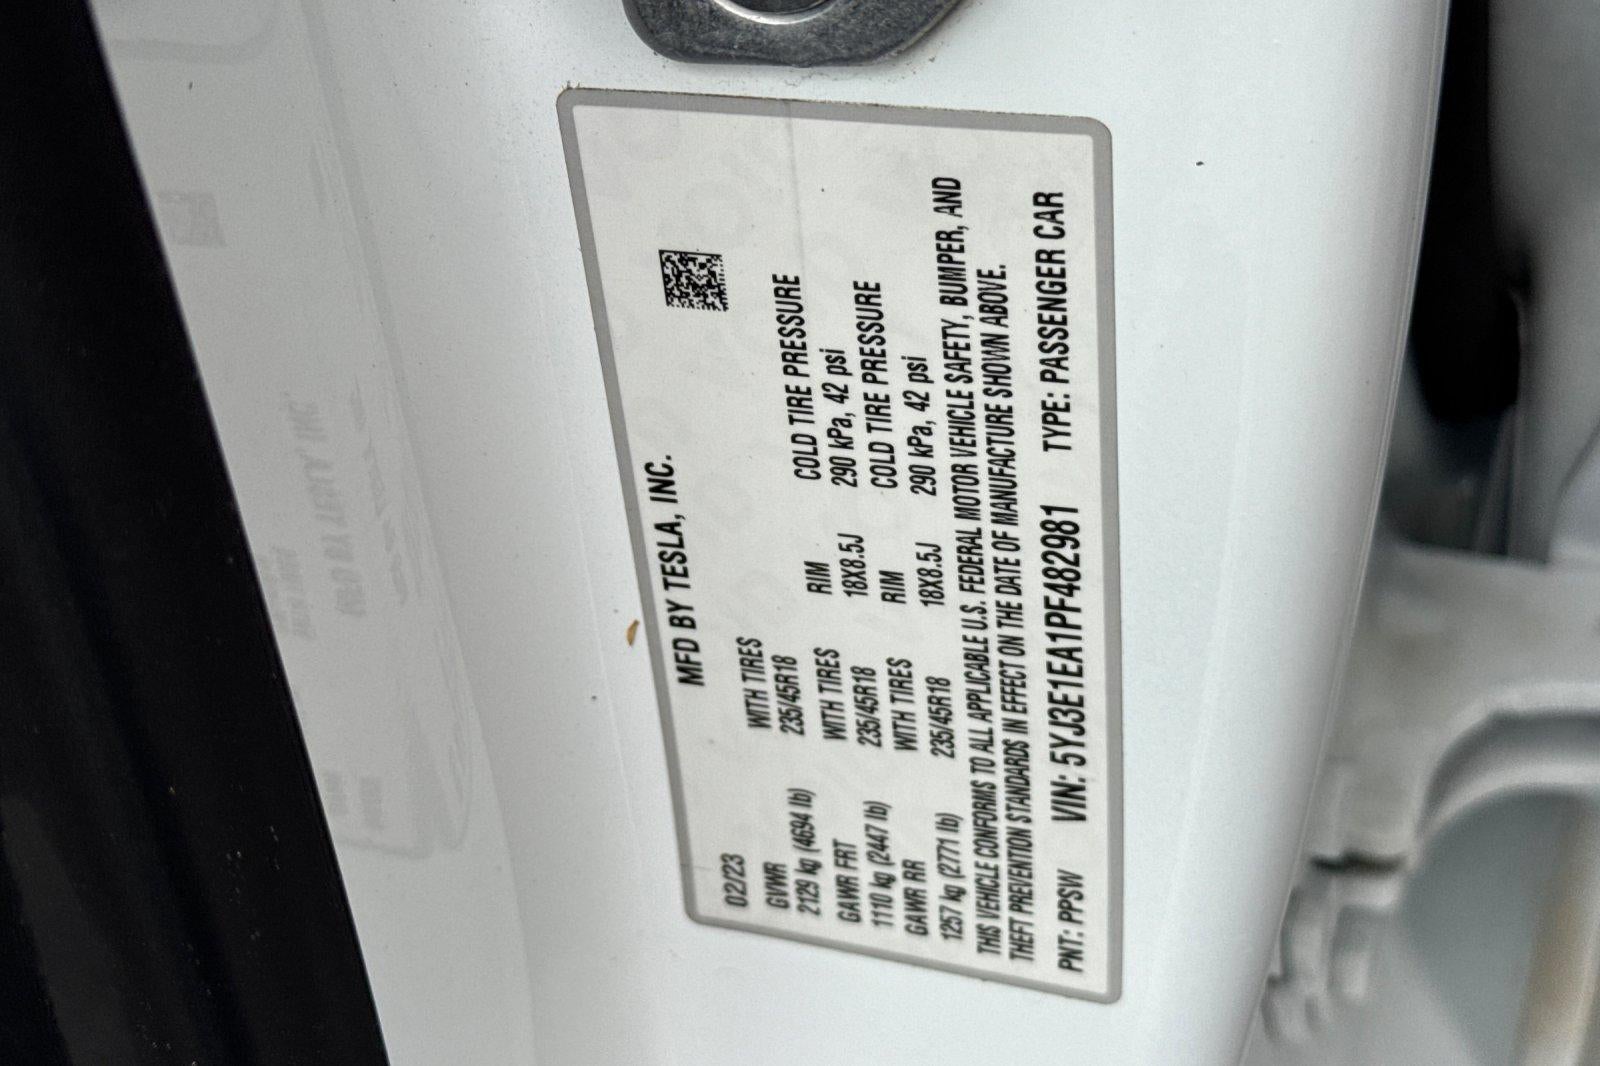 MFD BY TESLA, INC.
02/23
GVWR WITH TIRES RIM COLD TIRE PRESSURE
2129 kg (4694 lb) 235/45R18 18X8.5J 290 kPa, 42 psi
GAWR FRT WITH TIRES RIM COLD TIRE PRESSURE
1110 kg (2447 lb) 235/45R18 18X8.5J 290 kPa, 42 psi
GAWR RR WITH TIRES
1257 kg (2771 lb) 235/45R18
THIS VEHICLE CONFORMS TO ALL APPLICABLE U.S. FEDERAL MOTOR VEHICLE SAFETY, BUMPER, AND
THEFT PREVENTION STANDARDS IN EFFECT ON THE DATE OF MANUFACTURE SHOWN ABOVE.
PNT: PPSW VIN: 5YJ3E1EA1PF482981 TYPE: PASSENGER CAR